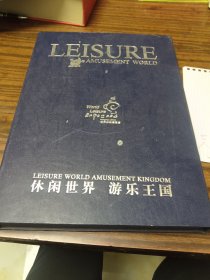 LEISURE
AMUSEMENT WORLD
World
Leisure
LEISURE WORLD AMUSEMENT KINGDOM
休闲世界 游乐王国